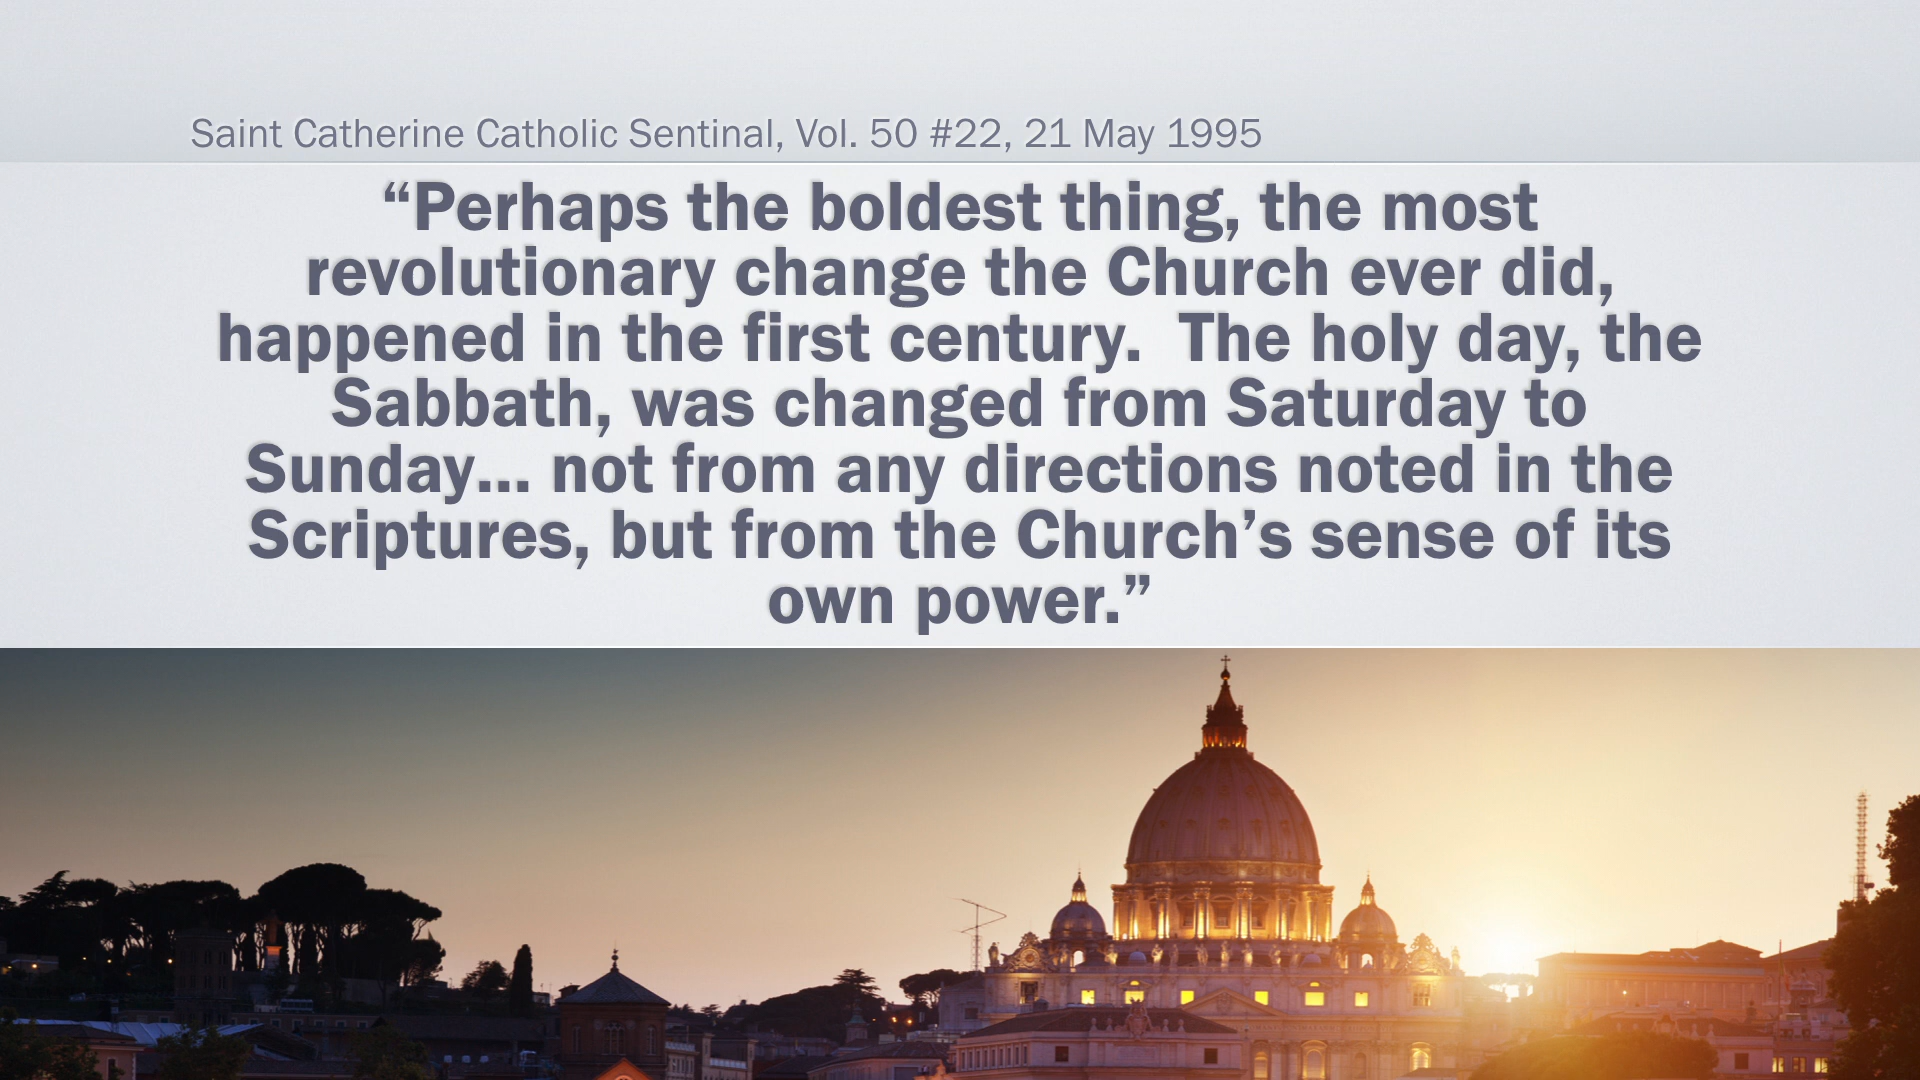 Saint Catherine Catholic Sentinal, Vol. 50 #22, 21 May 1995
“Perhaps the boldest thing, the most
revolutionary change the Church ever did,
happened in the first century.  The holy day, the
Sabbath, was changed from Saturday to
Sunday... not from any directions noted in the
Scriptures, but from the Church’s sense of its
own power.”